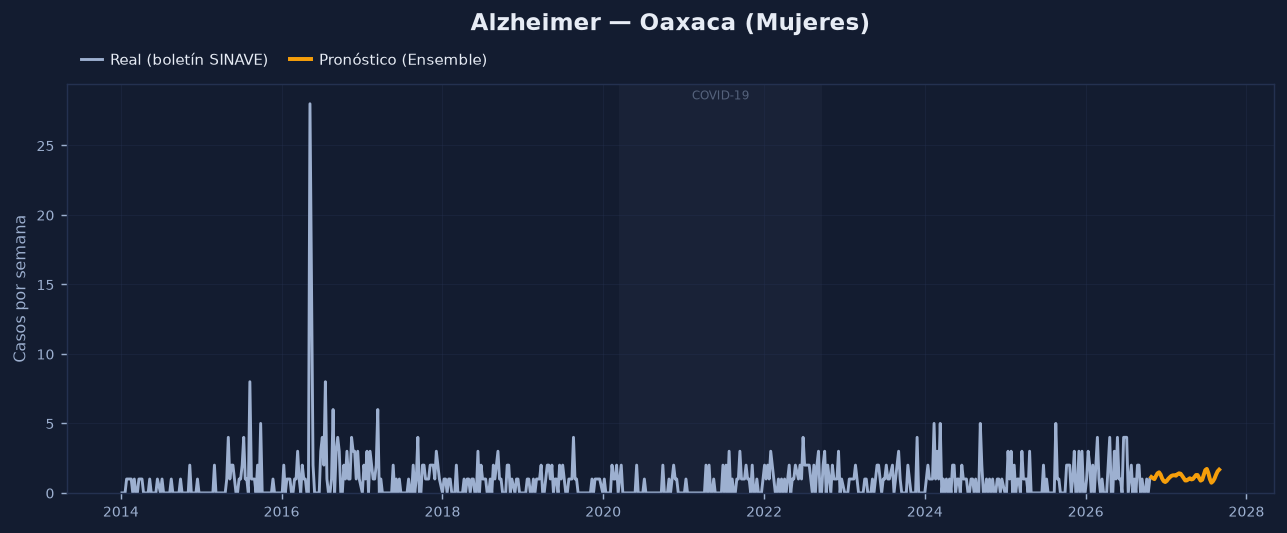 Alzheimer — Oaxaca (Mujeres)
Real (boletín SINAVE) Pronóstico (Ensemble)
COVID-19
Casos por semana
25
20
15
10
5
0
2014 2016 2018 2020 2022 2024 2026 2028